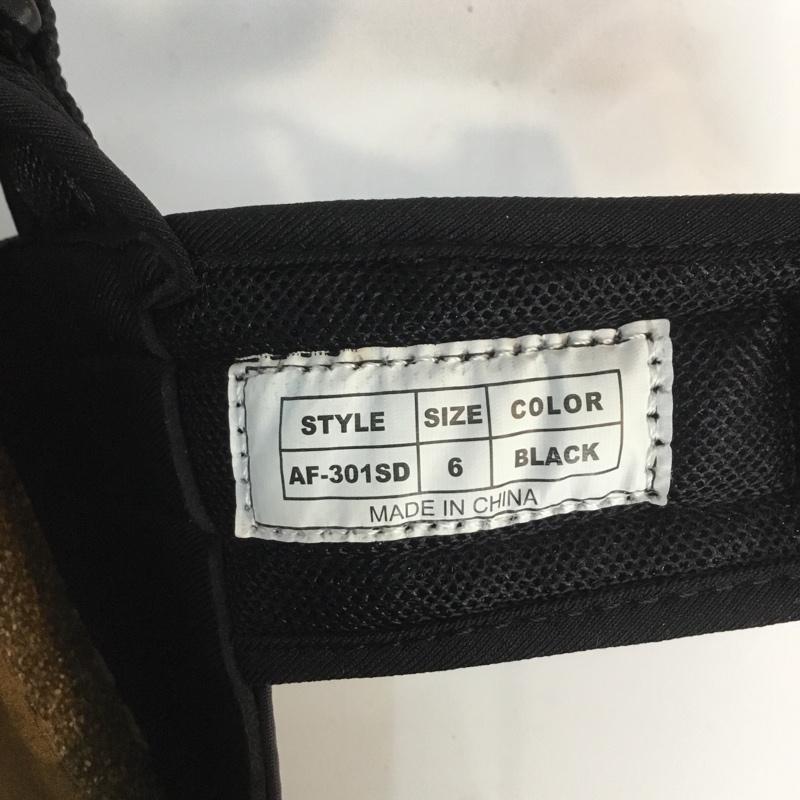 STYLE SIZE COLOR
AF-301SD 6 BLACK
MADE IN CHINA